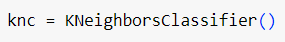 knc = KNeighborsClassifier()